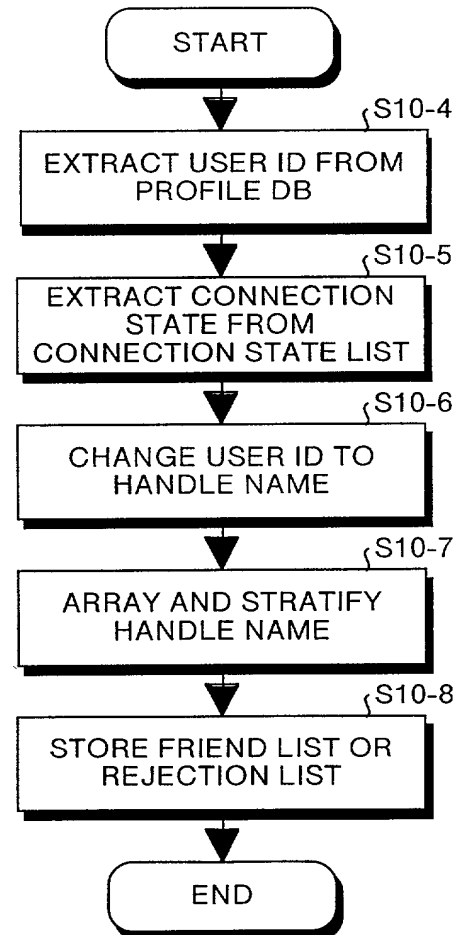 START
S10-4
EXTRACT USER ID FROM
PROFILE DB
S10-5
EXTRACT CONNECTION
STATE FROM
CONNECTION STATE LIST
S10-6
CHANGE USER ID TO
HANDLE NAME
S10-7
ARRAY AND STRATIFY
HANDLE NAME
S10-8
STORE FRIEND LIST OR
REJECTION LIST
END